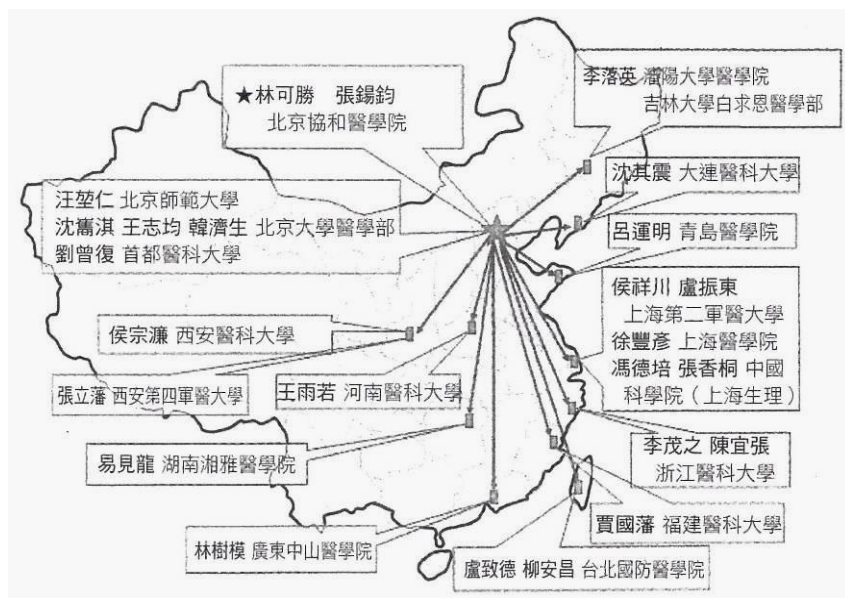 ★林可勝　張錫鈞
北京協和醫學院
李落英 瀋陽大學醫學院
吉林大學白求恩醫學部
沈其震 大連醫科大學
汪堃仁 北京師範大學
沈雋淇 王志均 韓濟生 北京大學醫學部
劉曾復 首都醫科大學
呂運明 青島醫學院
侯祥川 盧振東
上海第二軍醫大學
徐豐彥 上海醫學院
馮德培 張香桐 中國
科學院（上海生理）
侯宗濂 西安醫科大學
張立藩 西安第四軍醫大學
王雨若 河南醫科大學
易見龍 湖南湘雅醫學院
李茂之 陳宜張
浙江醫科大學
賈國藩 福建醫科大學
林樹模 廣東中山醫學院
盧致德 柳安昌 台北國防醫學院